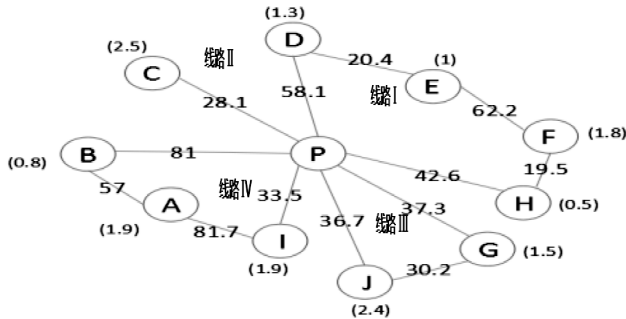 (1.3)
D
(2.5)
线路II
20.4
(1)
C
E
58.1
线路I
28.1
62.2
F
(1.8)
B
81
P
(0.8)
19.5
42.6
57
线路IV
33.5
37.3
H
(0.5)
A
36.7
线路III
(1.9)
81.7
I
G
(1.5)
(1.9)
30.2
J
(2.4)